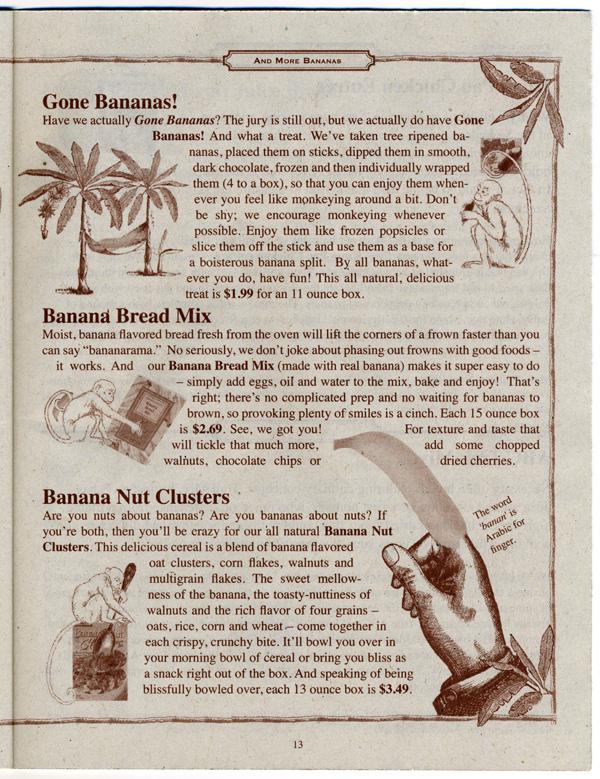 AND MORE BANANAS
Gone Bananas!
Have we actually Gone Bananas? The jury is still out, but we actually do have Gone
Bananas! And what a treat. We've taken tree ripened ba-
nanas, placed them on sticks, dipped them in smooth,
dark chocolate, frozen and then individually wrapped
them (4 to a box), so that you can enjoy them when-
ever you feel like monkeying around a bit. Don't
be shy; we encourage monkeying whenever
possible. Enjoy them like frozen popsicles or
slice them off the stick and use them as a base for
a boisterous banana split. By all bananas, what-
ever you do, have fun! This all natural, delicious
treat is $1.99 for an 11 ounce box.
Banana Bread Mix
Moist, banana flavored bread fresh from the oven will lift the corners of a frown faster than you
can say "bananarama." No seriously, we don't joke about phasing out frowns with good foods –
it works. And our Banana Bread Mix (made with real banana) makes it super easy to do
– simply add eggs, oil and water to the mix, bake and enjoy! That's
right; there's no complicated prep and no waiting for bananas to
brown, so provoking plenty of smiles is a cinch. Each 15 ounce box
is $2.69. See, we got you! For texture and taste that
will tickle that much more, add some chopped
walnuts, chocolate chips or dried cherries.
Banana Nut Clusters
Are you nuts about bananas? Are you bananas about nuts? If
you're both, then you'll be crazy for our all natural Banana Nut
Clusters. This delicious cereal is a blend of banana flavored
oat clusters, corn flakes, walnuts and
multigrain flakes. The sweet mellow-
ness of the banana, the toasty-nuttiness of
walnuts and the rich flavor of four grains –
oats, rice, corn and wheat – come together in
each crispy, crunchy bite. It'll bowl you over in
your morning bowl of cereal or bring you bliss as
a snack right out of the box. And speaking of being
blissfully bowled over, each 13 ounce box is $3.49.
The word
'banan' is
Arabic for
finger.
13